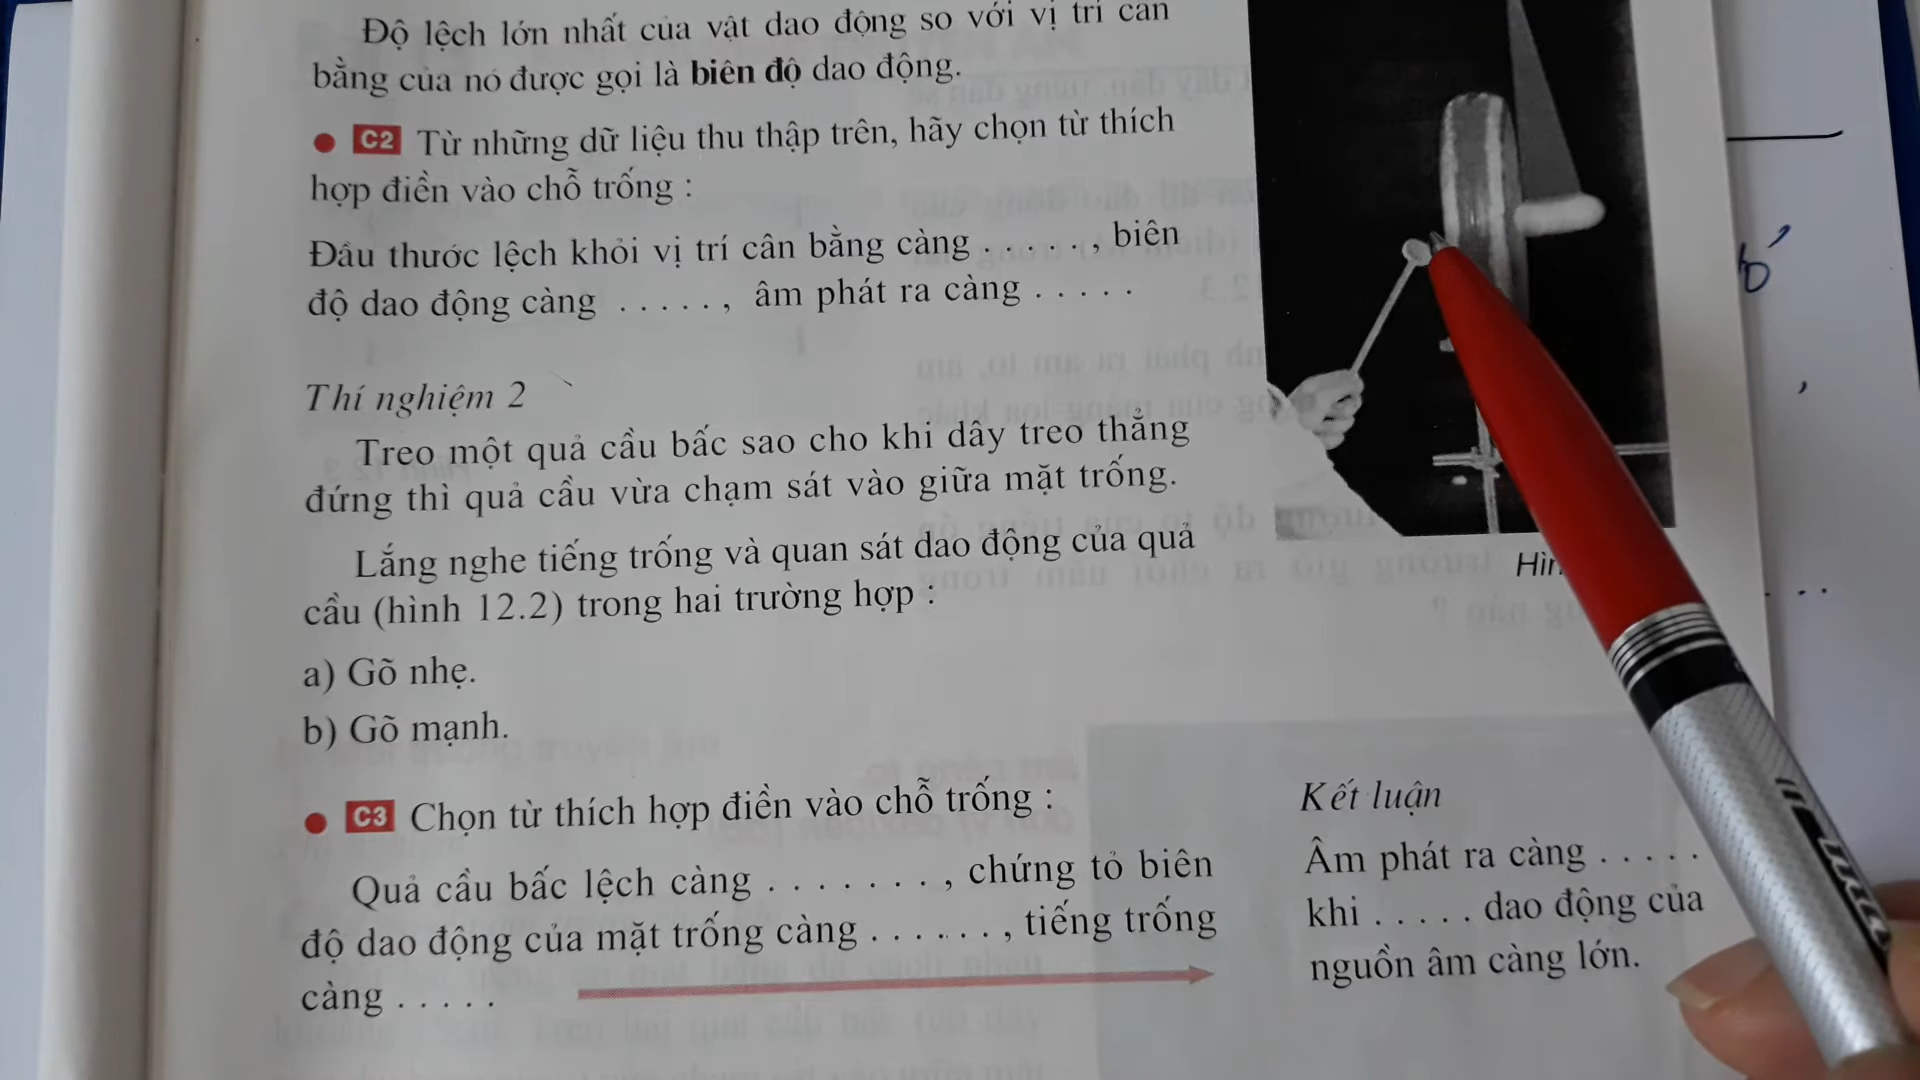 Độ lệch lớn nhất của vật dao động so với vị trí cân
bằng của nó được gọi là biên độ dao động.
C2 Từ những dữ liệu thu thập trên, hãy chọn từ thích
hợp điền vào chỗ trống :
Đầu thước lệch khỏi vị trí cân bằng càng . . . . . , biên
độ dao động càng . . . . . , âm phát ra càng . . . . .
Thí nghiệm 2
Treo một quả cầu bấc sao cho khi dây treo thẳng
đứng thì quả cầu vừa chạm sát vào giữa mặt trống.
Lắng nghe tiếng trống và quan sát dao động của quả
cầu (hình 12.2) trong hai trường hợp :
a) Gõ nhẹ.
b) Gõ mạnh.
C3 Chọn từ thích hợp điền vào chỗ trống :
Quả cầu bấc lệch càng . . . . . . . , chứng tỏ biên
độ dao động của mặt trống càng . . . . . . , tiếng trống
càng . . . . .
Kết luận
Âm phát ra càng . . . . .
khi . . . . . dao động của
nguồn âm càng lớn.